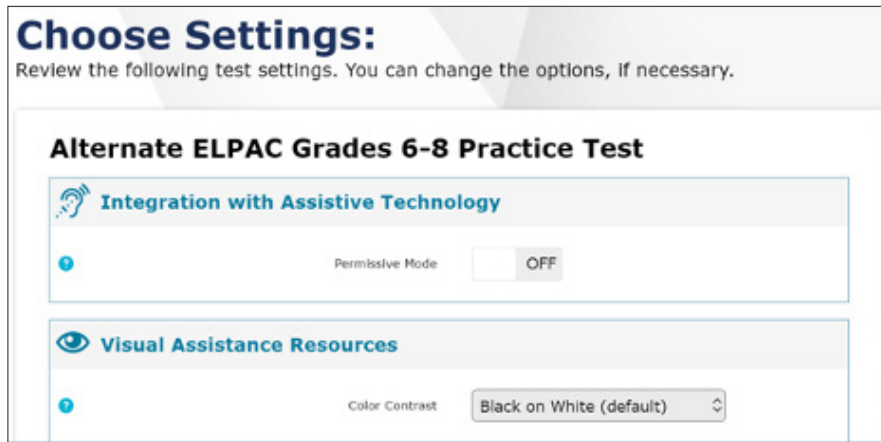 Choose Settings:
Review the following test settings. You can change the options, if necessary.
Alternate ELPAC Grades 6-8 Practice Test
Integration with Assistive Technology
? Permissive Mode OFF
Visual Assistance Resources
? Color Contrast Black on White (default)